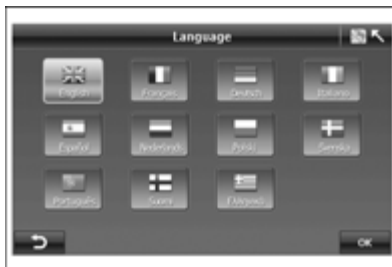 Language
English Français Deutsch Italiano
Español Nederlands Polski Svenska
Português Suomi Ελληνικά
OK